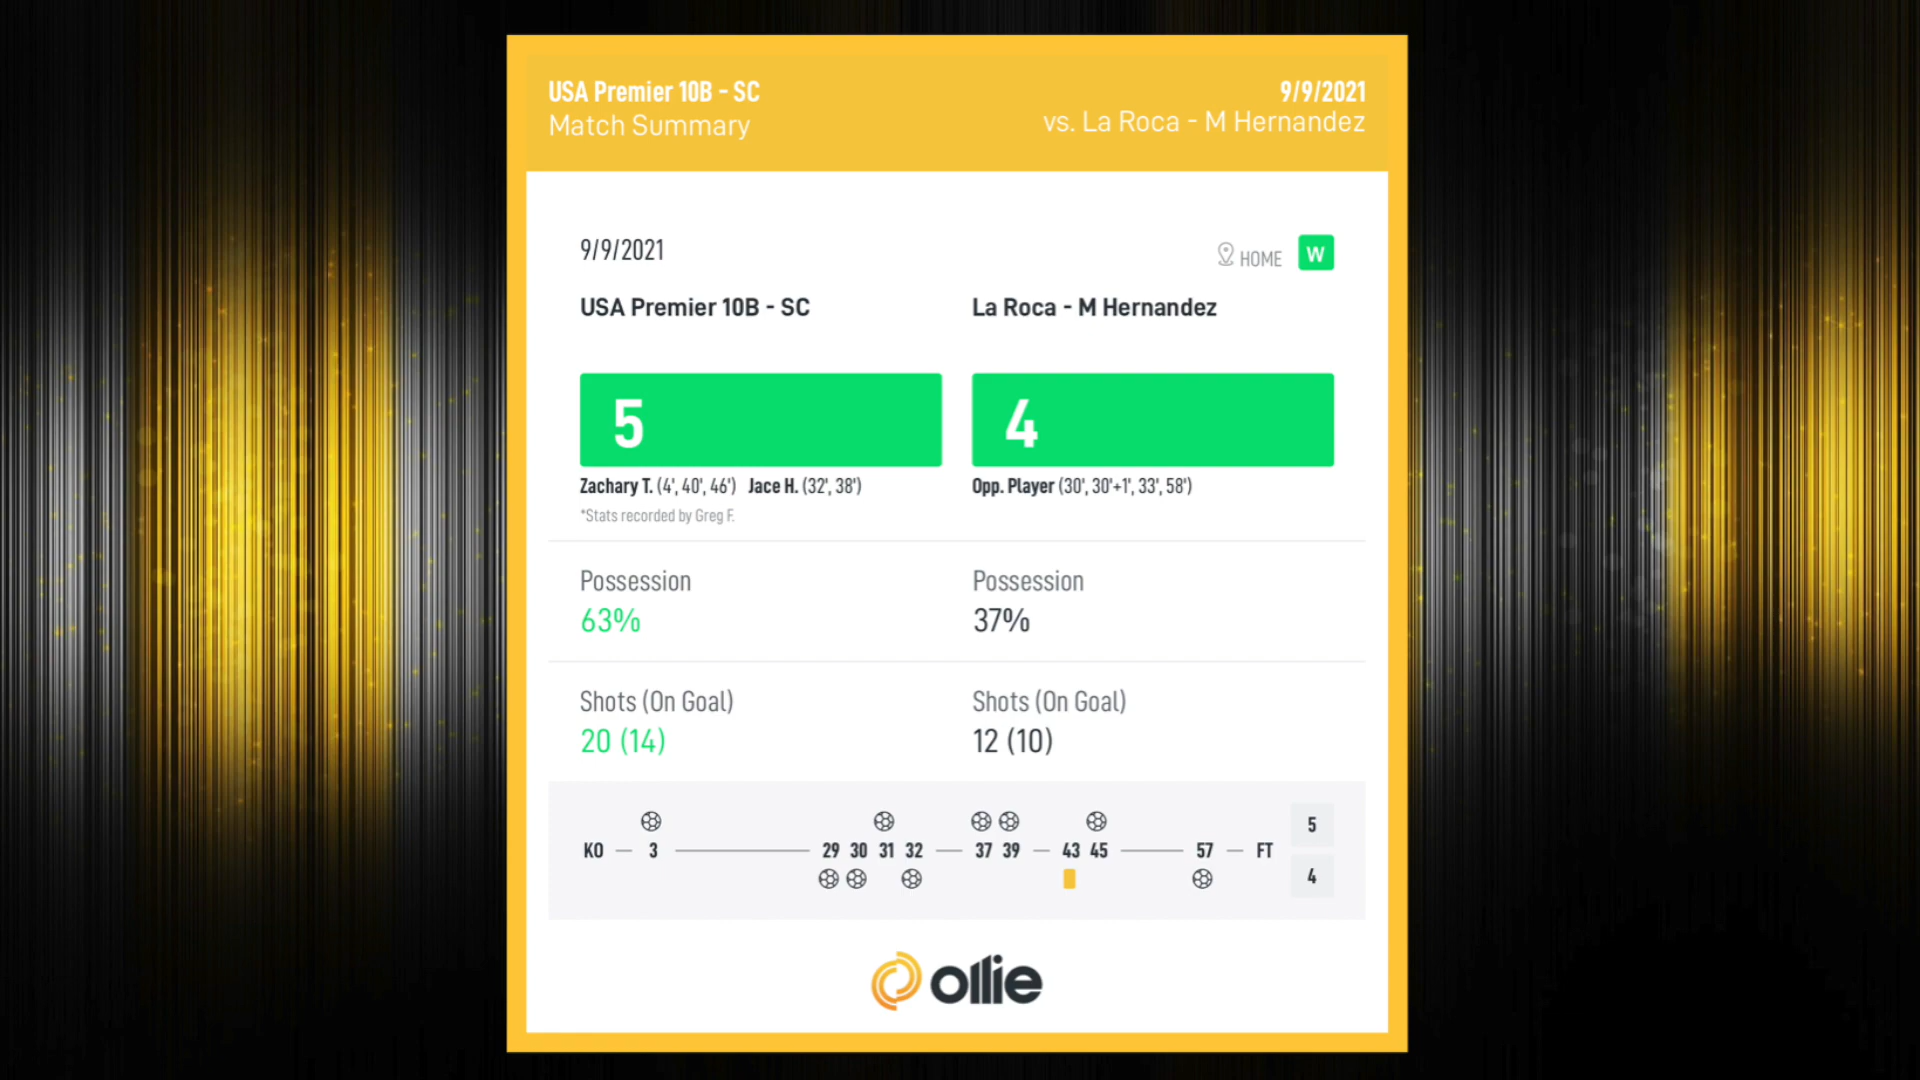 USA Premier 10B - SC
Match Summary
9/9/2021
vs. La Roca - M Hernandez
9/9/2021
HOME W
USA Premier 10B - SC
La Roca - M Hernandez
5
4
Zachary T. (4', 40', 46') Jace H. (32', 38')
Opp. Player (30', 30'+1', 33', 58')
*Stats recorded by Greg F.
Possession
63%
Possession
37%
Shots (On Goal)
20 (14)
Shots (On Goal)
12 (10)
KO 3 29 30 31 32 37 39 43 45 57 FT
5
4
ollie